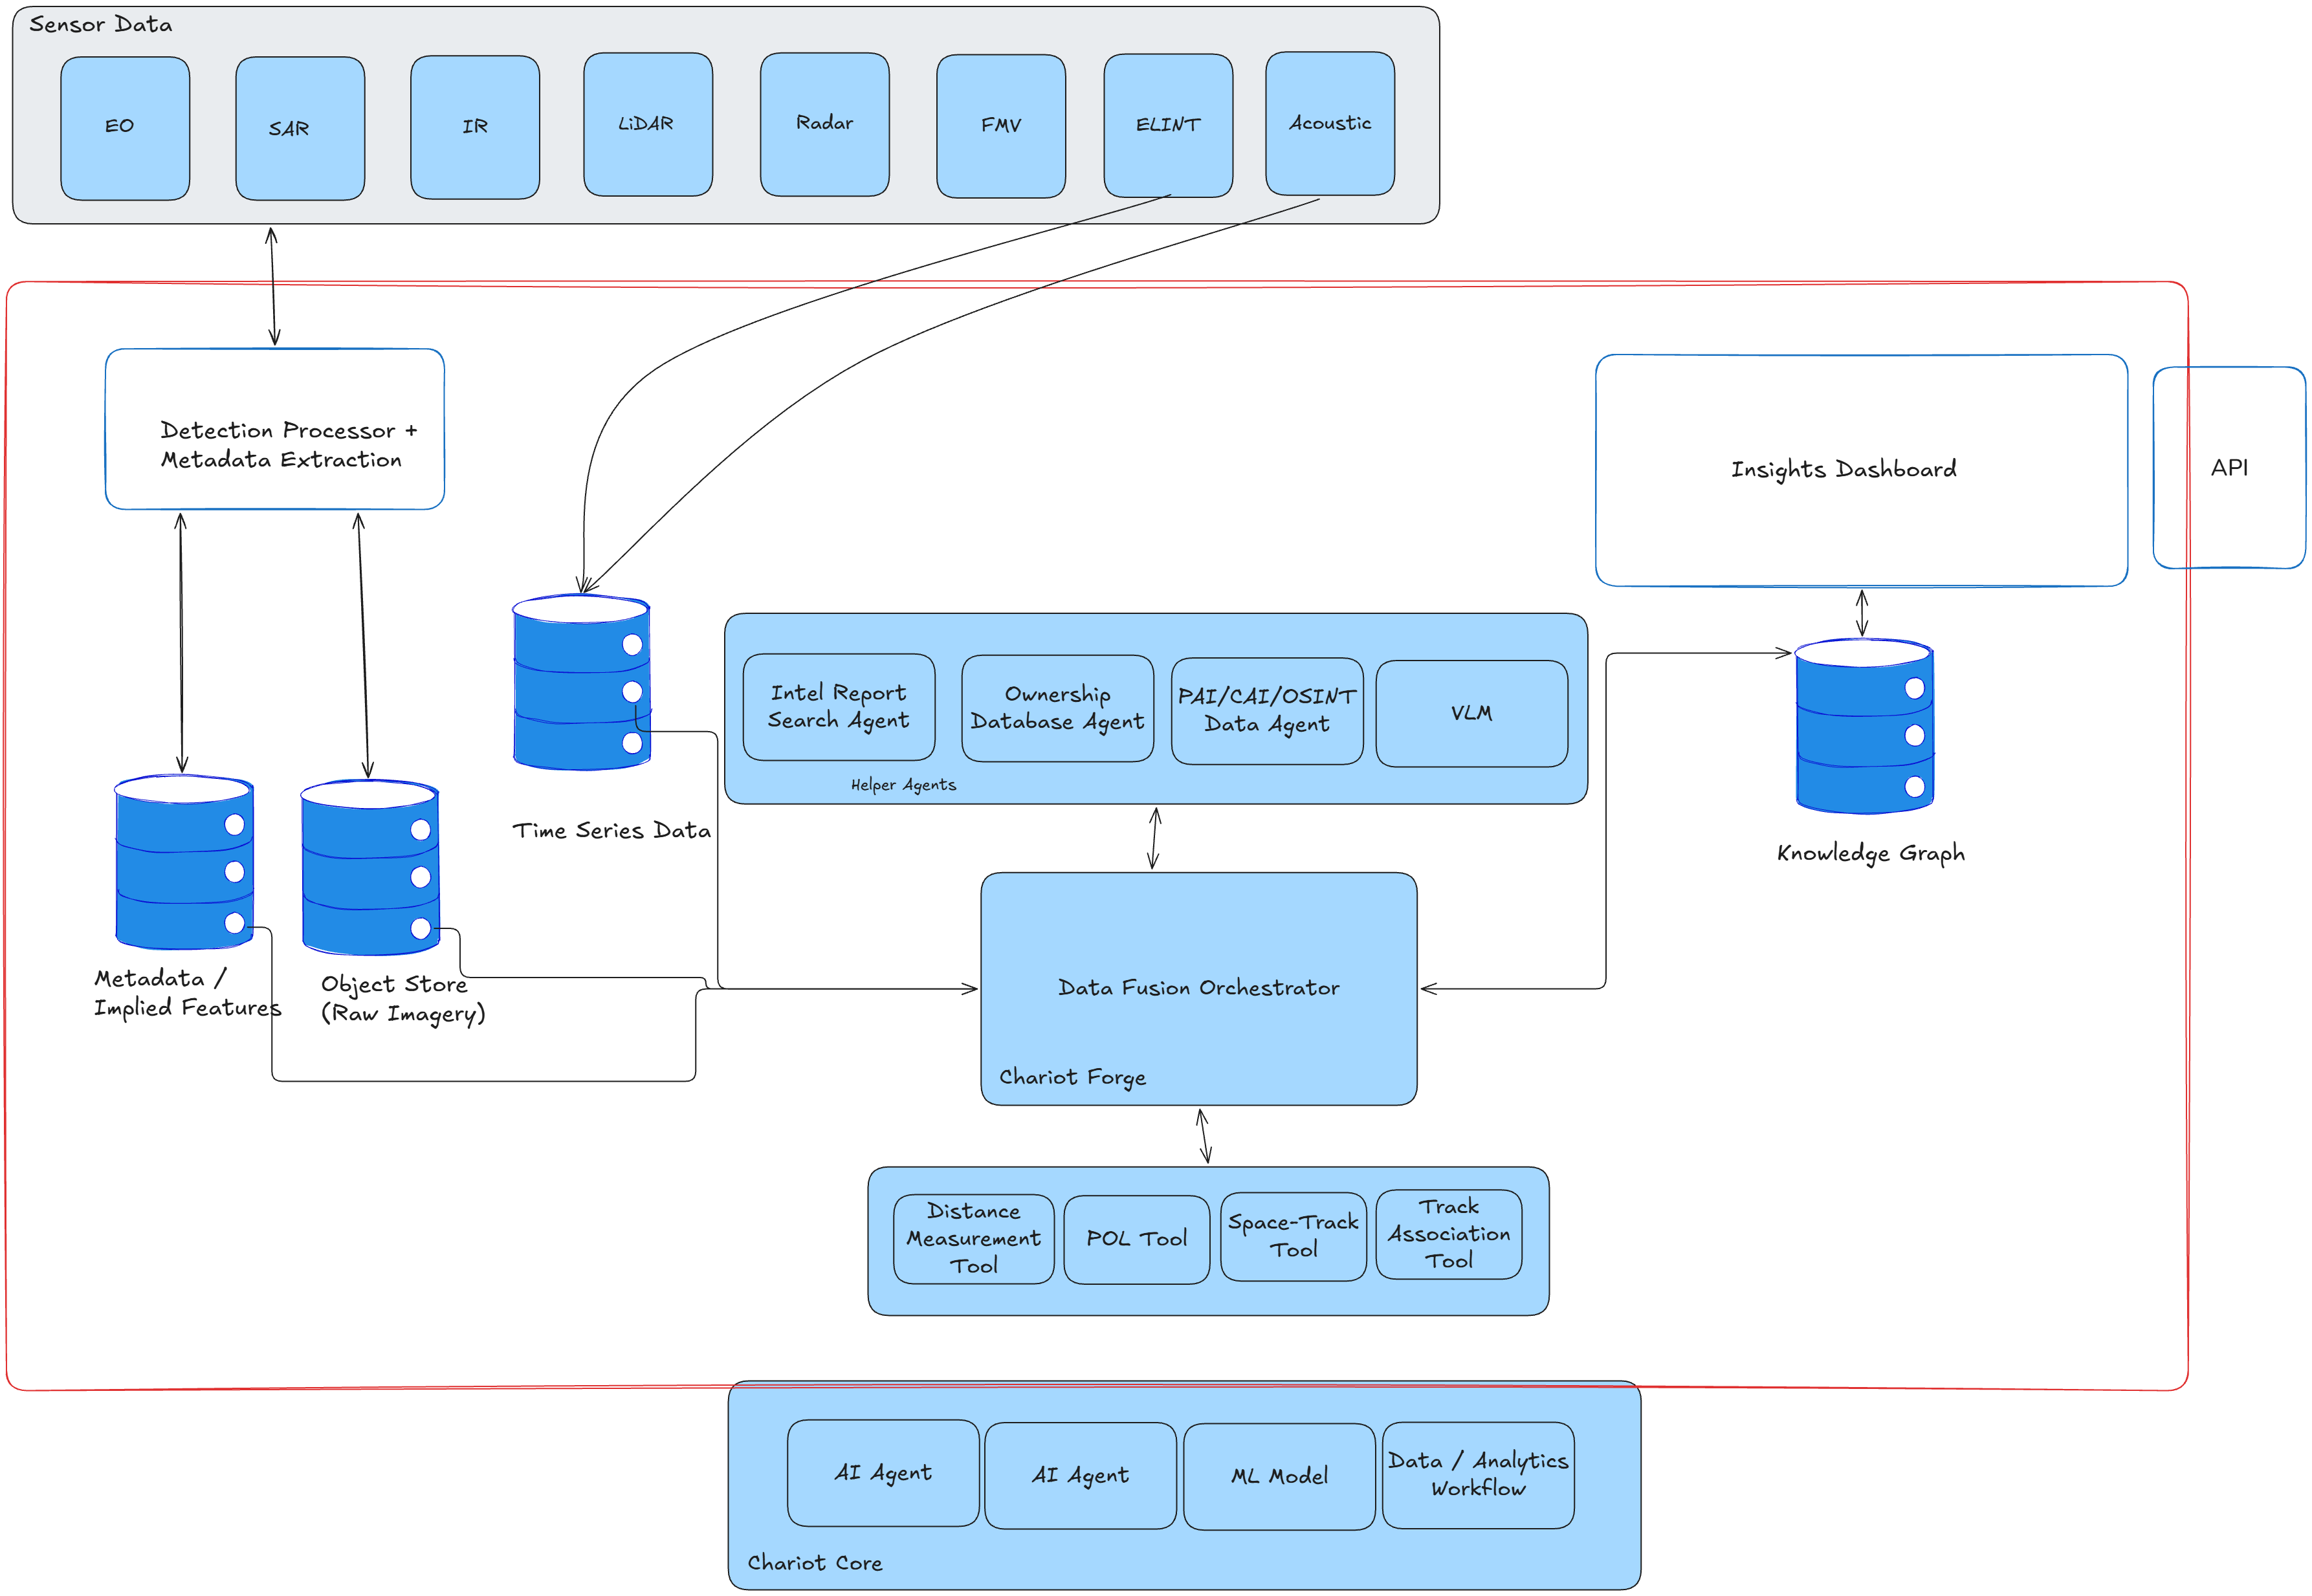 Sensor Data
EO
SAR
IR
LiDAR
Radar
FMV
ELINT
Acoustic
Detection Processor +
Metadata Extraction
Insights Dashboard
API
Intel Report
Search Agent
Ownership
Database Agent
PAI/CAI/OSINT
Data Agent
VLM
Helper Agents
Time Series Data
Knowledge Graph
Metadata /
Implied Features
Object Store
(Raw Imagery)
Data Fusion Orchestrator
Chariot Forge
Distance
Measurement
Tool
POL Tool
Space-Track
Tool
Track
Association
Tool
AI Agent
AI Agent
ML Model
Data / Analytics
Workflow
Chariot Core